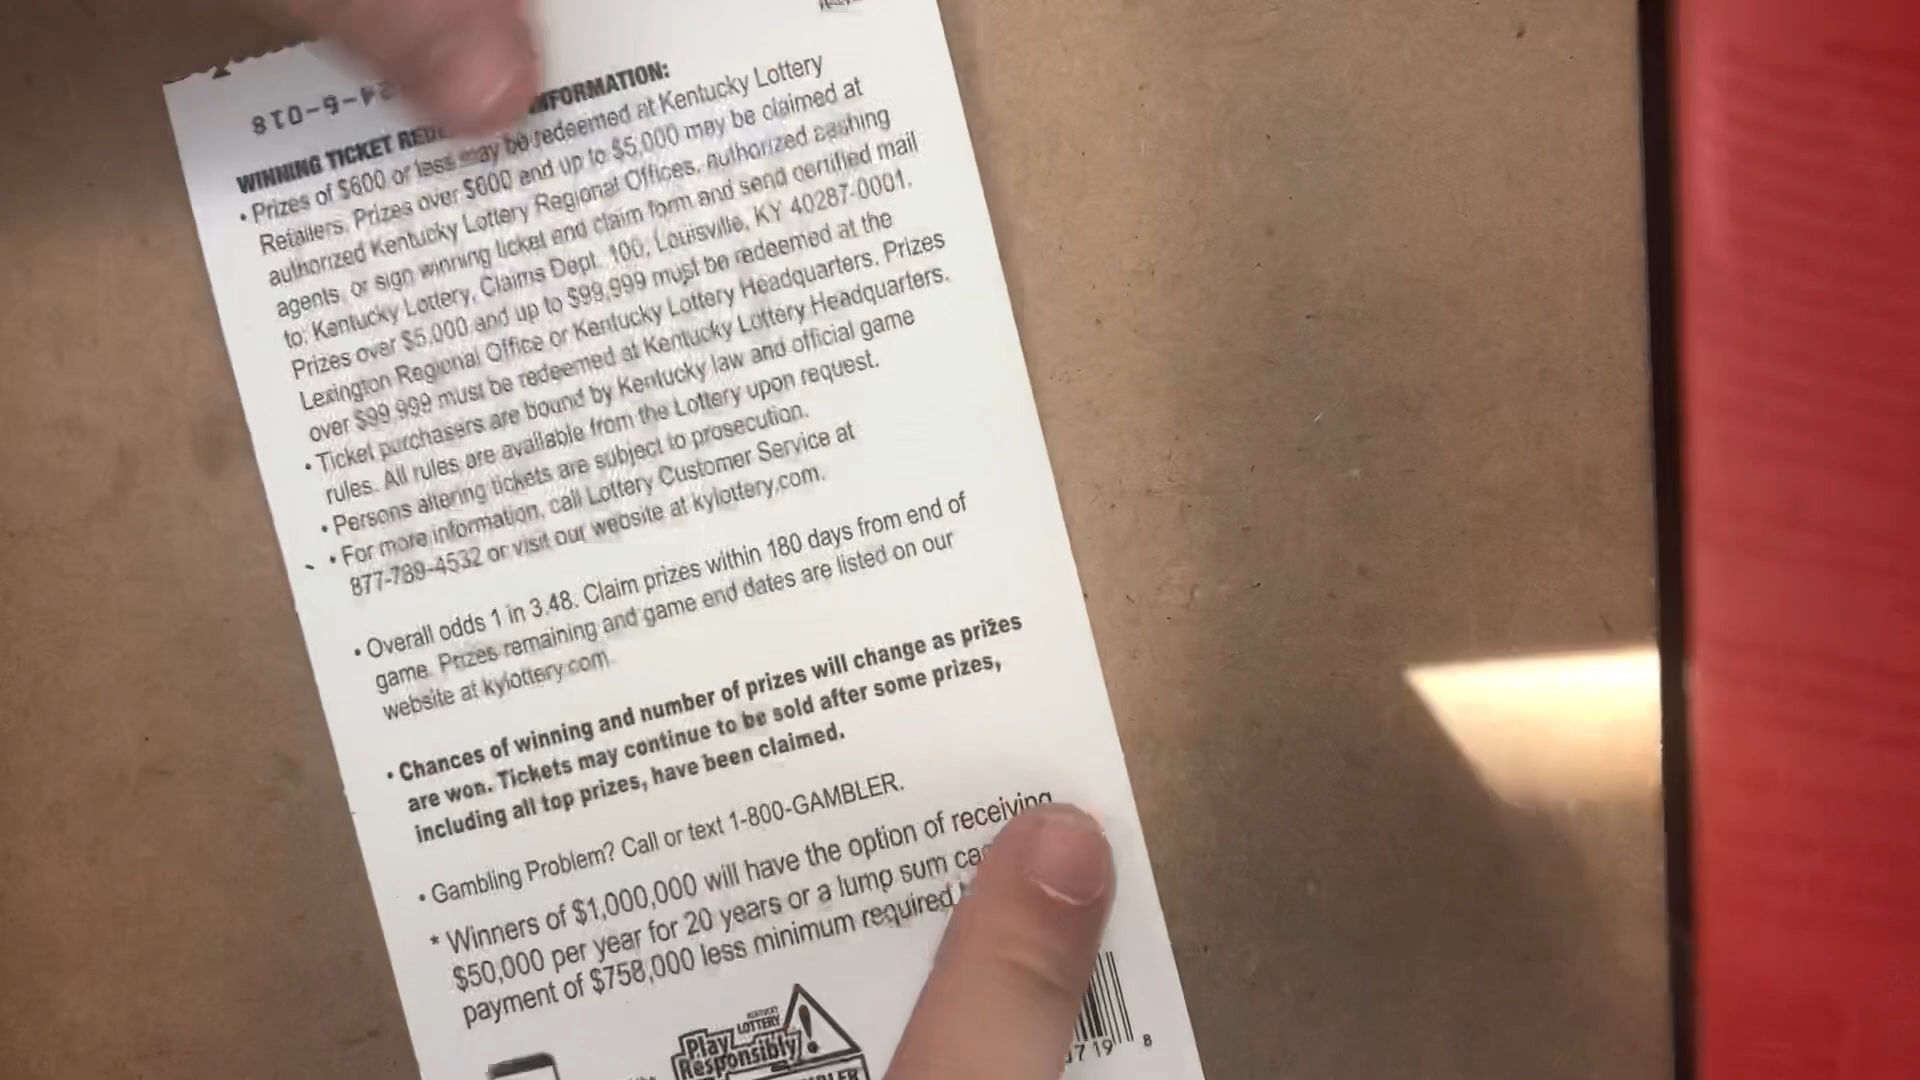 WINNING TICKET INFORMATION:
• Prizes of $600 or less may be redeemed at Kentucky Lottery
Retailers. Prizes over $600 and up to $5,000 may be claimed at
authorized Kentucky Lottery Regional Offices, authorized cashing
agents, or sign winning ticket and claim form and send certified mail
to: Kentucky Lottery, Claims Dept. 100, Louisville, KY 40287-0001.
Prizes over $5,000 and up to $99,999 must be redeemed at the
Lexington Regional Office or Kentucky Lottery Headquarters. Prizes
over $99,999 must be redeemed at Kentucky Lottery Headquarters.
• Ticket purchasers are bound by Kentucky law and official game
rules. All rules are available from the Lottery upon request.
• Persons altering tickets are subject to prosecution.
• For more information, call Lottery Customer Service at
877-789-4532 or visit our website at kylottery.com.
• Overall odds 1 in 3.48. Claim prizes within 180 days from end of
game. Prizes remaining and game end dates are listed on our
website at kylottery.com.
• Chances of winning and number of prizes will change as prizes
are won. Tickets may continue to be sold after some prizes,
including all top prizes, have been claimed.
• Gambling Problem? Call or text 1-800-GAMBLER.
* Winners of $1,000,000 will have the option of receiving
$50,000 per year for 20 years or a lump sum
payment of $758,000 less minimum required
KENTUCKY
LOTTERY
Play
Responsibly
719 8